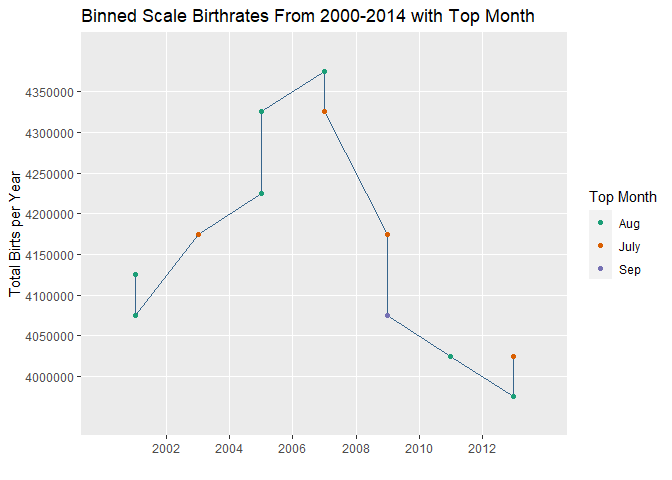 Binned Scale Birthrates From 2000-2014 with Top Month
Total Birts per Year
4350000
4300000
4250000
4200000
4150000
4100000
4050000
4000000
2002 2004 2006 2008 2010 2012
Top Month
Aug
July
Sep